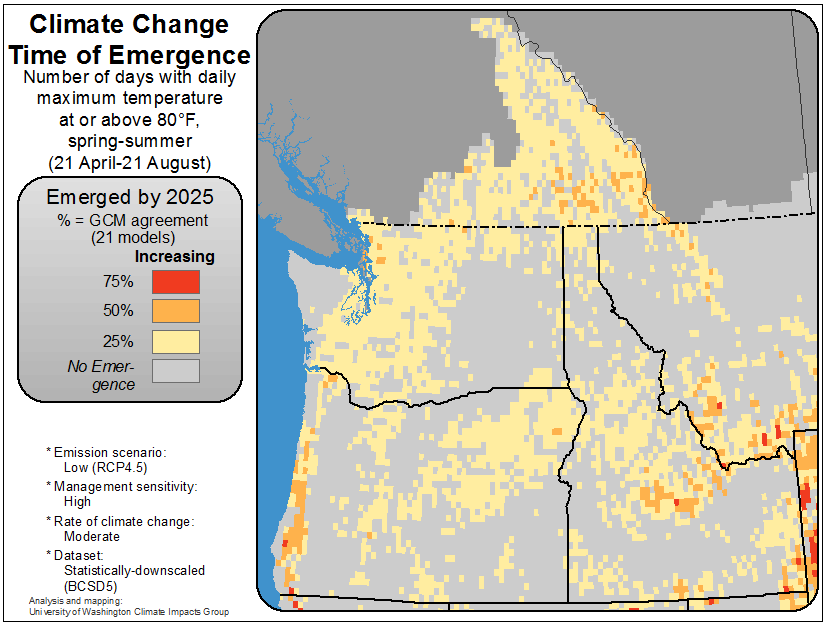 Climate Change
Time of Emergence
Number of days with daily
maximum temperature
at or above 80°F,
spring-summer
(21 April-21 August)
Emerged by 2025
% = GCM agreement
(21 models)
Increasing
75%
50%
25%
No Emer-
gence
* Emission scenario:
Low (RCP4.5)
* Management sensitivity:
High
* Rate of climate change:
Moderate
* Dataset:
Statistically-downscaled
(BCSD5)
Analysis and mapping:
University of Washington Climate Impacts Group